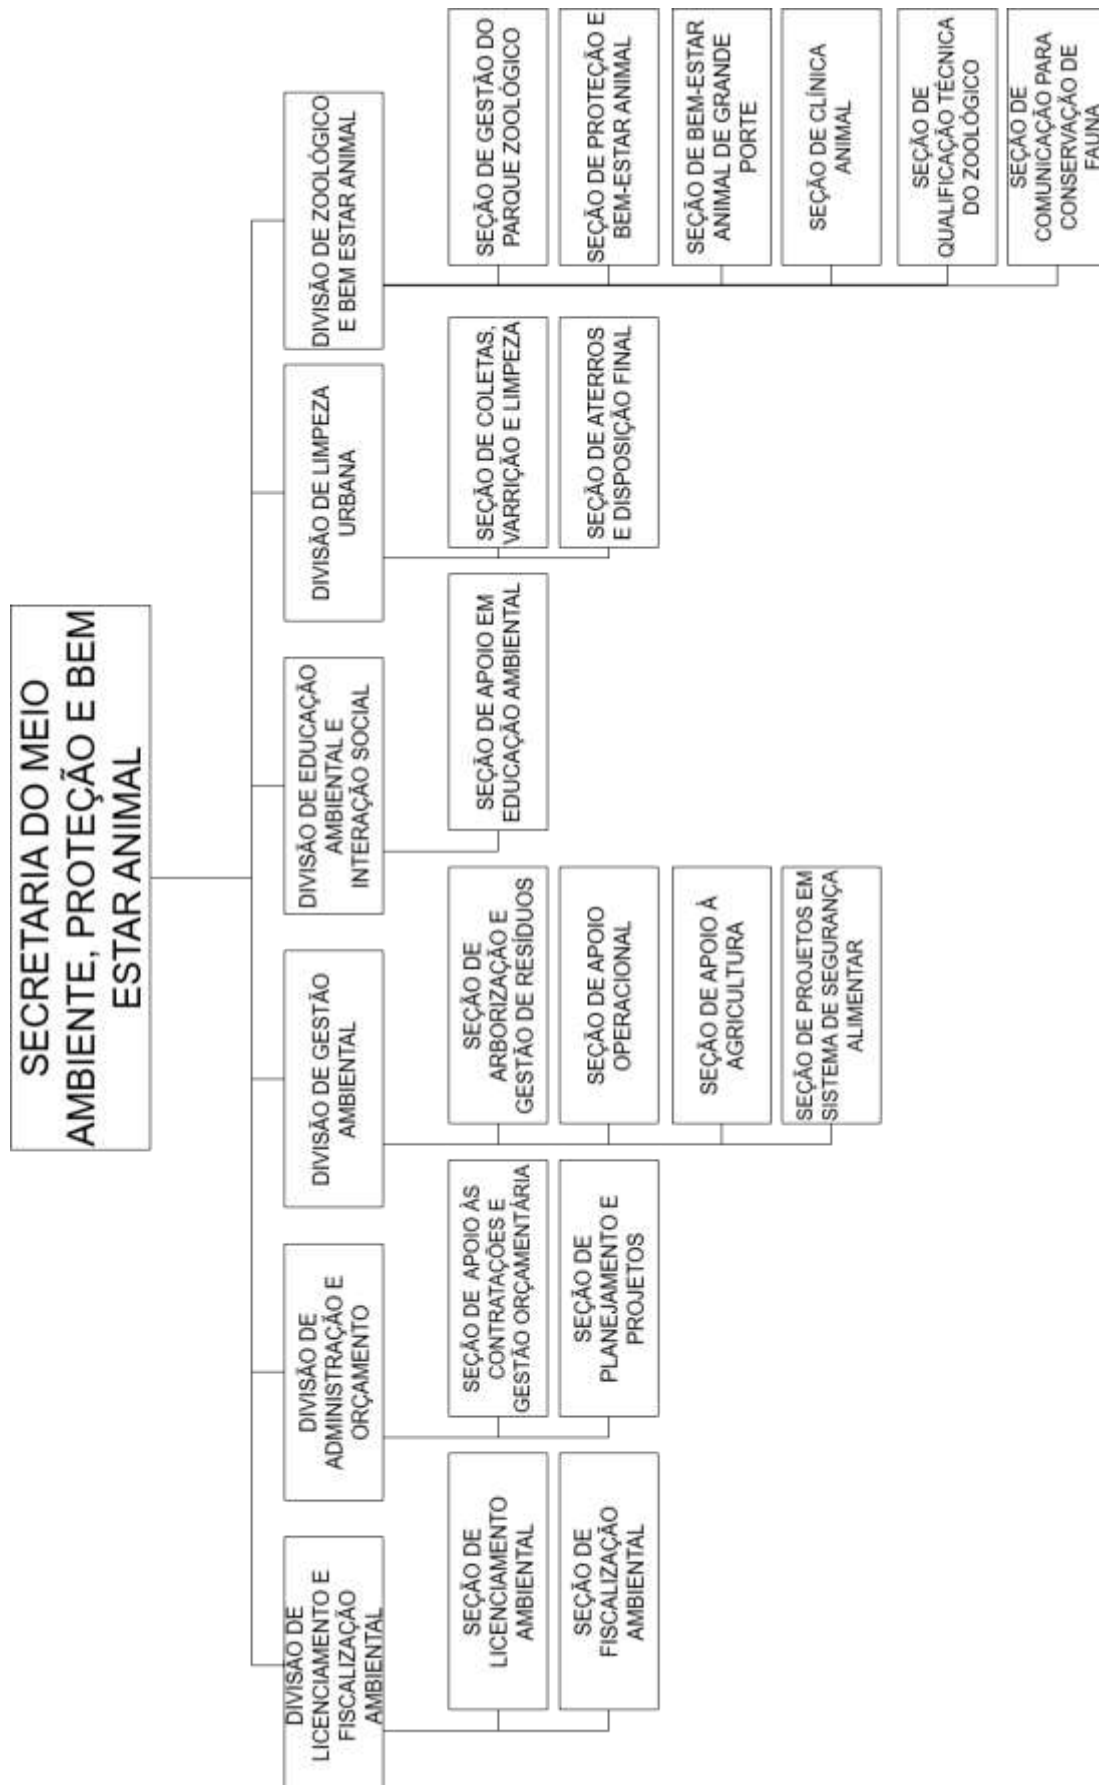 SECRETARIA DO MEIO
AMBIENTE, PROTEÇÃO E BEM
ESTAR ANIMAL
DIVISÃO DE
LICENCIAMENTO E
FISCALIZAÇÃO
AMBIENTAL
SEÇÃO DE
LICENCIAMENTO
AMBIENTAL
SEÇÃO DE
FISCALIZAÇÃO
AMBIENTAL
DIVISÃO DE
ADMINISTRAÇÃO E
ORÇAMENTO
SEÇÃO DE APOIO ÀS
CONTRATAÇÕES E
GESTÃO ORÇAMENTÁRIA
SEÇÃO DE
PLANEJAMENTO E
PROJETOS
DIVISÃO DE GESTÃO
AMBIENTAL
SEÇÃO DE
ARBORIZAÇÃO E
GESTÃO DE RESÍDUOS
SEÇÃO DE APOIO
OPERACIONAL
SEÇÃO DE APOIO À
AGRICULTURA
SEÇÃO DE PROJETOS EM
SISTEMA DE SEGURANÇA
ALIMENTAR
DIVISÃO DE EDUCAÇÃO
AMBIENTAL E
INTERAÇÃO SOCIAL
SEÇÃO DE APOIO EM
EDUCAÇÃO AMBIENTAL
DIVISÃO DE LIMPEZA
URBANA
SEÇÃO DE COLETAS,
VARRIÇÃO E LIMPEZA
SEÇÃO DE ATERROS
E DISPOSIÇÃO FINAL
DIVISÃO DE ZOOLÓGICO
E BEM ESTAR ANIMAL
SEÇÃO DE GESTÃO DO
PARQUE ZOOLÓGICO
SEÇÃO DE PROTEÇÃO E
BEM-ESTAR ANIMAL
SEÇÃO DE BEM-ESTAR
ANIMAL DE GRANDE
PORTE
SEÇÃO DE CLÍNICA
ANIMAL
SEÇÃO DE
QUALIFICAÇÃO TÉCNICA
DO ZOOLÓGICO
SEÇÃO DE
COMUNICAÇÃO PARA
CONSERVAÇÃO DE
FAUNA